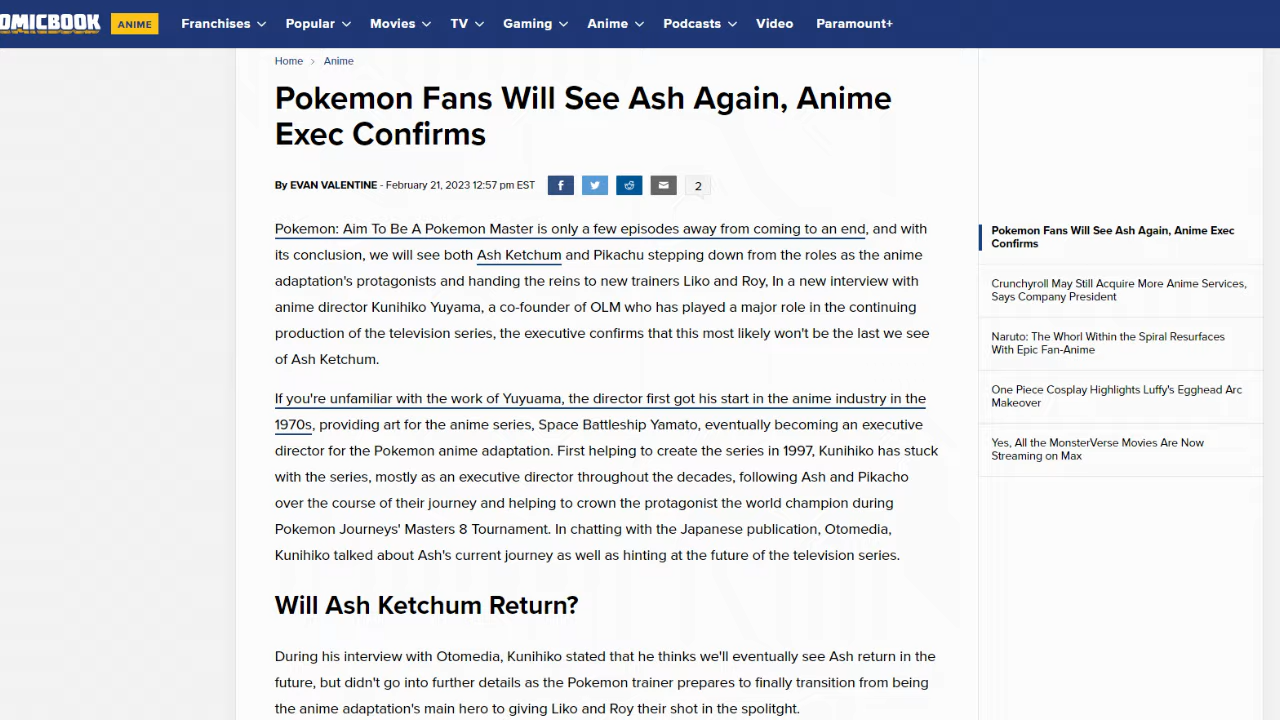 OMICBOOK ANIME Franchises Popular Movies TV Gaming Anime Podcasts Video Paramount+
Home > Anime
Pokemon Fans Will See Ash Again, Anime
Exec Confirms
By EVAN VALENTINE - February 21, 2023 12:57 pm EST 2
Pokemon: Aim To Be A Pokemon Master is only a few episodes away from coming to an end, and with
its conclusion, we will see both Ash Ketchum and Pikachu stepping down from the roles as the anime
adaptation's protagonists and handing the reins to new trainers Liko and Roy, In a new interview with
anime director Kunihiko Yuyama, a co-founder of OLM who has played a major role in the continuing
production of the television series, the executive confirms that this most likely won't be the last we see
of Ash Ketchum.
If you're unfamiliar with the work of Yuyuama, the director first got his start in the anime industry in the
1970s, providing art for the anime series, Space Battleship Yamato, eventually becoming an executive
director for the Pokemon anime adaptation. First helping to create the series in 1997, Kunihiko has stuck
with the series, mostly as an executive director throughout the decades, following Ash and Pikacho
over the course of their journey and helping to crown the protagonist the world champion during
Pokemon Journeys' Masters 8 Tournament. In chatting with the Japanese publication, Otomedia,
Kunihiko talked about Ash's current journey as well as hinting at the future of the television series.
Will Ash Ketchum Return?
During his interview with Otomedia, Kunihiko stated that he thinks we'll eventually see Ash return in the
future, but didn't go into further details as the Pokemon trainer prepares to finally transition from being
the anime adaptation's main hero to giving Liko and Roy their shot in the spolitght.
Pokemon Fans Will See Ash Again, Anime Exec
Confirms
Crunchyroll May Still Acquire More Anime Services,
Says Company President
Naruto: The Whorl Within the Spiral Resurfaces
With Epic Fan-Anime
One Piece Cosplay Highlights Luffy's Egghead Arc
Makeover
Yes, All the MonsterVerse Movies Are Now
Streaming on Max